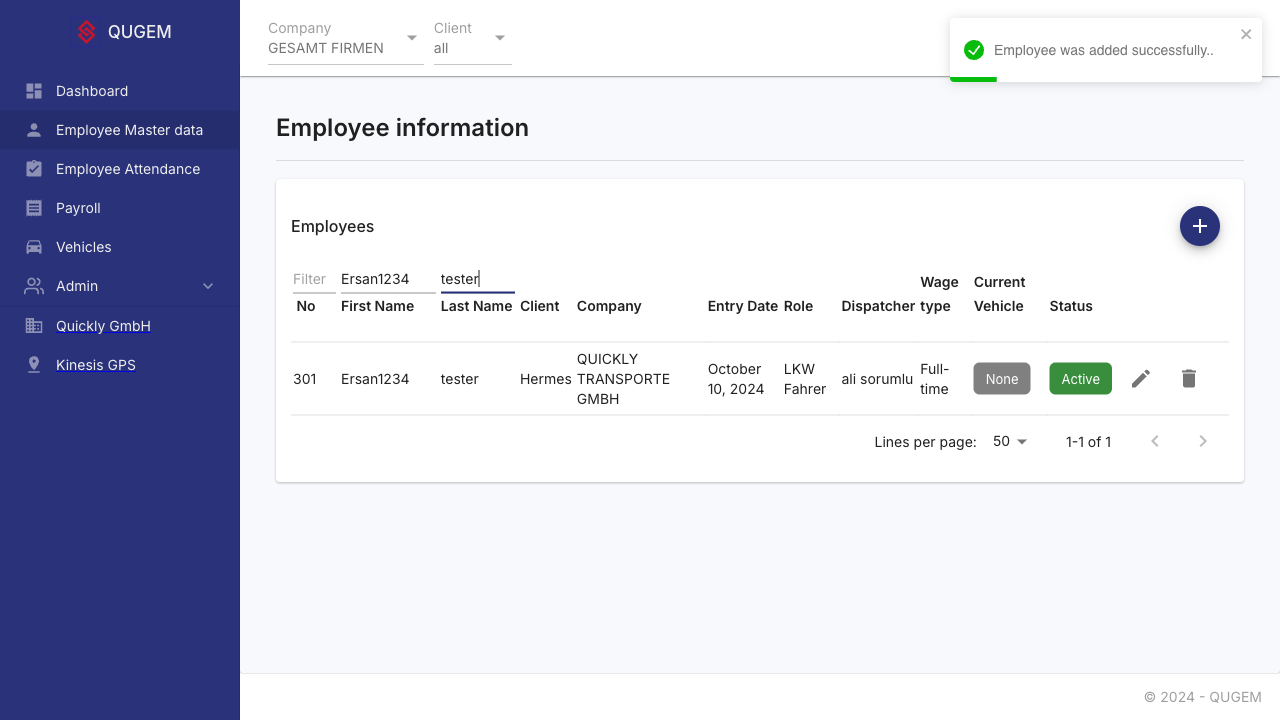 QUGEM
Dashboard
Employee Master data
Employee Attendance
Payroll
Vehicles
Admin
Quickly GmbH
Kinesis GPS
Company
GESAMT FIRMEN
Client
all
Employee was added successfully..
Employee information
Employees
Filter Ersan1234 tester
No First Name Last Name Client Company Entry Date Role Dispatcher Wage type Current Vehicle Status
301 Ersan1234 tester Hermes QUICKLY TRANSPORTE GMBH October 10, 2024 LKW Fahrer ali sorumlu Full-time None Active
Lines per page: 50 1-1 of 1
© 2024 - QUGEM